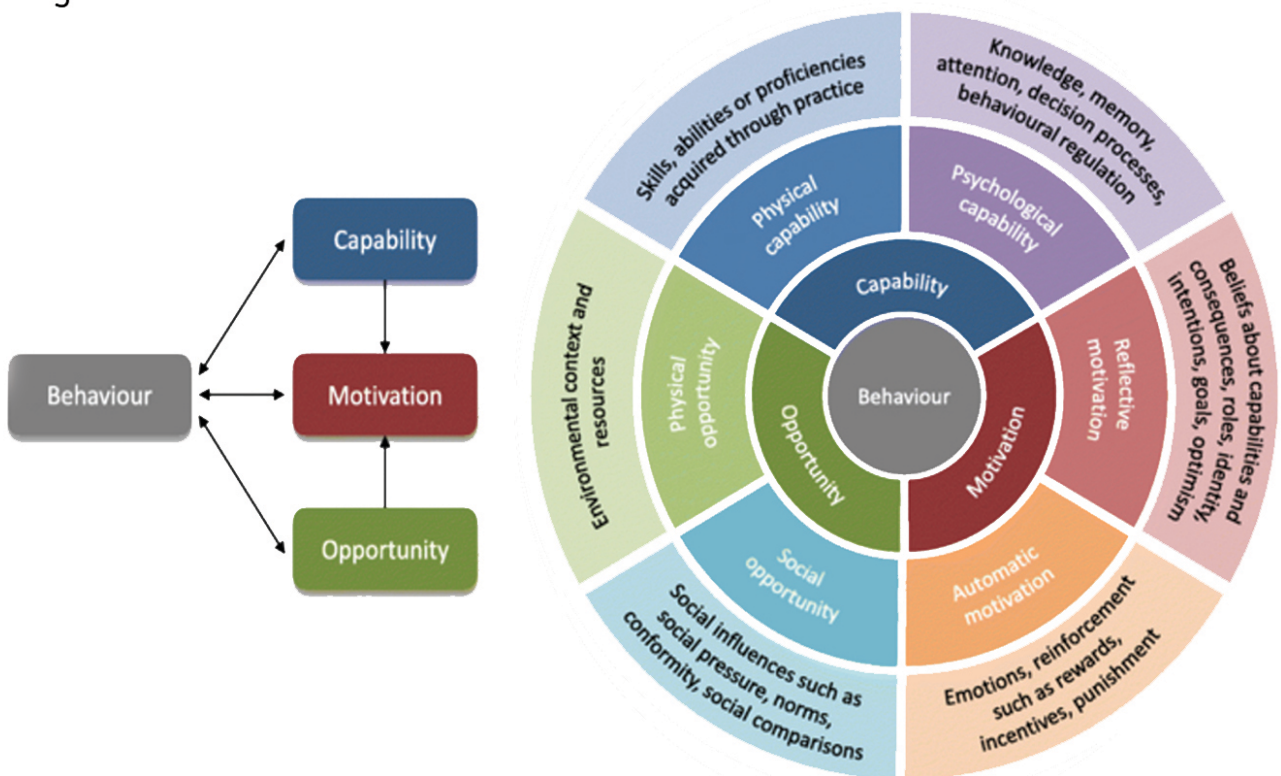 Capability
Behaviour
Motivation
Opportunity
Skills, abilities or proficiencies
acquired through practice
Knowledge, memory,
attention, decision processes,
behavioural regulation
Physical
capability
Psychological
capability
Capability
Environmental context and
resources
Physical
opportunity
Opportunity
Behaviour
Motivation
Reflective
motivation
Beliefs about capabilities and
consequences, roles, identity,
intentions, goals, optimism
Social
opportunity
Automatic
motivation
Social influences such as
social pressure, norms,
conformity, social comparisons
Emotions, reinforcement
such as rewards,
incentives, punishment